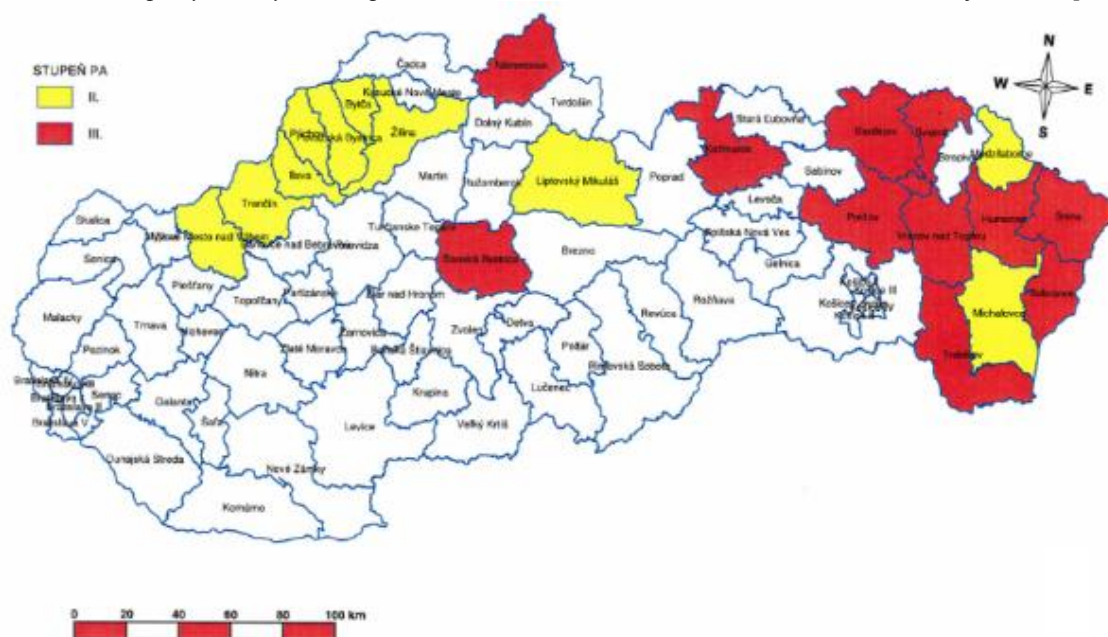 N
W E
S
STUPEŇ PA
II.
III.
Čadca
Námestovo
Kysucké Nové Mesto
Bytča
Tvrdošín
Dolný Kubín
Žilina
Púchov
Považská Bystrica
Stará Ľubovňa
Bardejov
Svidník
Stropkov
Medzilaborce
Kežmarok
Ilava
Martin
Ružomberok
Liptovský Mikuláš
Poprad
Sabinov
Levoča
Trenčín
Prešov
Humenné
Snina
Skalica
Turčianske Teplice
Vranov nad Topľou
Nové Mesto nad Váhom
Bánovce nad Bebravou
Prievidza
Spišská Nová Ves
Senica
Banská Bystrica
Brezno
Gelnica
Piešťany
Partizánske
Topoľčany
Žiar nad Hronom
Sobrance
Malacky
Trnava
Hlohovec
Žarnovica
Zvolen
Detva
Revúca
Rožňava
Michalovce
Pezinok
Zlaté Moravce
Banská Štiavnica
Poltár
Trebišov
Nitra
Rimavská Sobota
Senec
Galanta
Krupina
Lučenec
Bratislava V
Šaľa
Levice
Veľký Krtíš
Dunajská Streda
Nové Zámky
Komárno
0 20 40 60 80 100 km